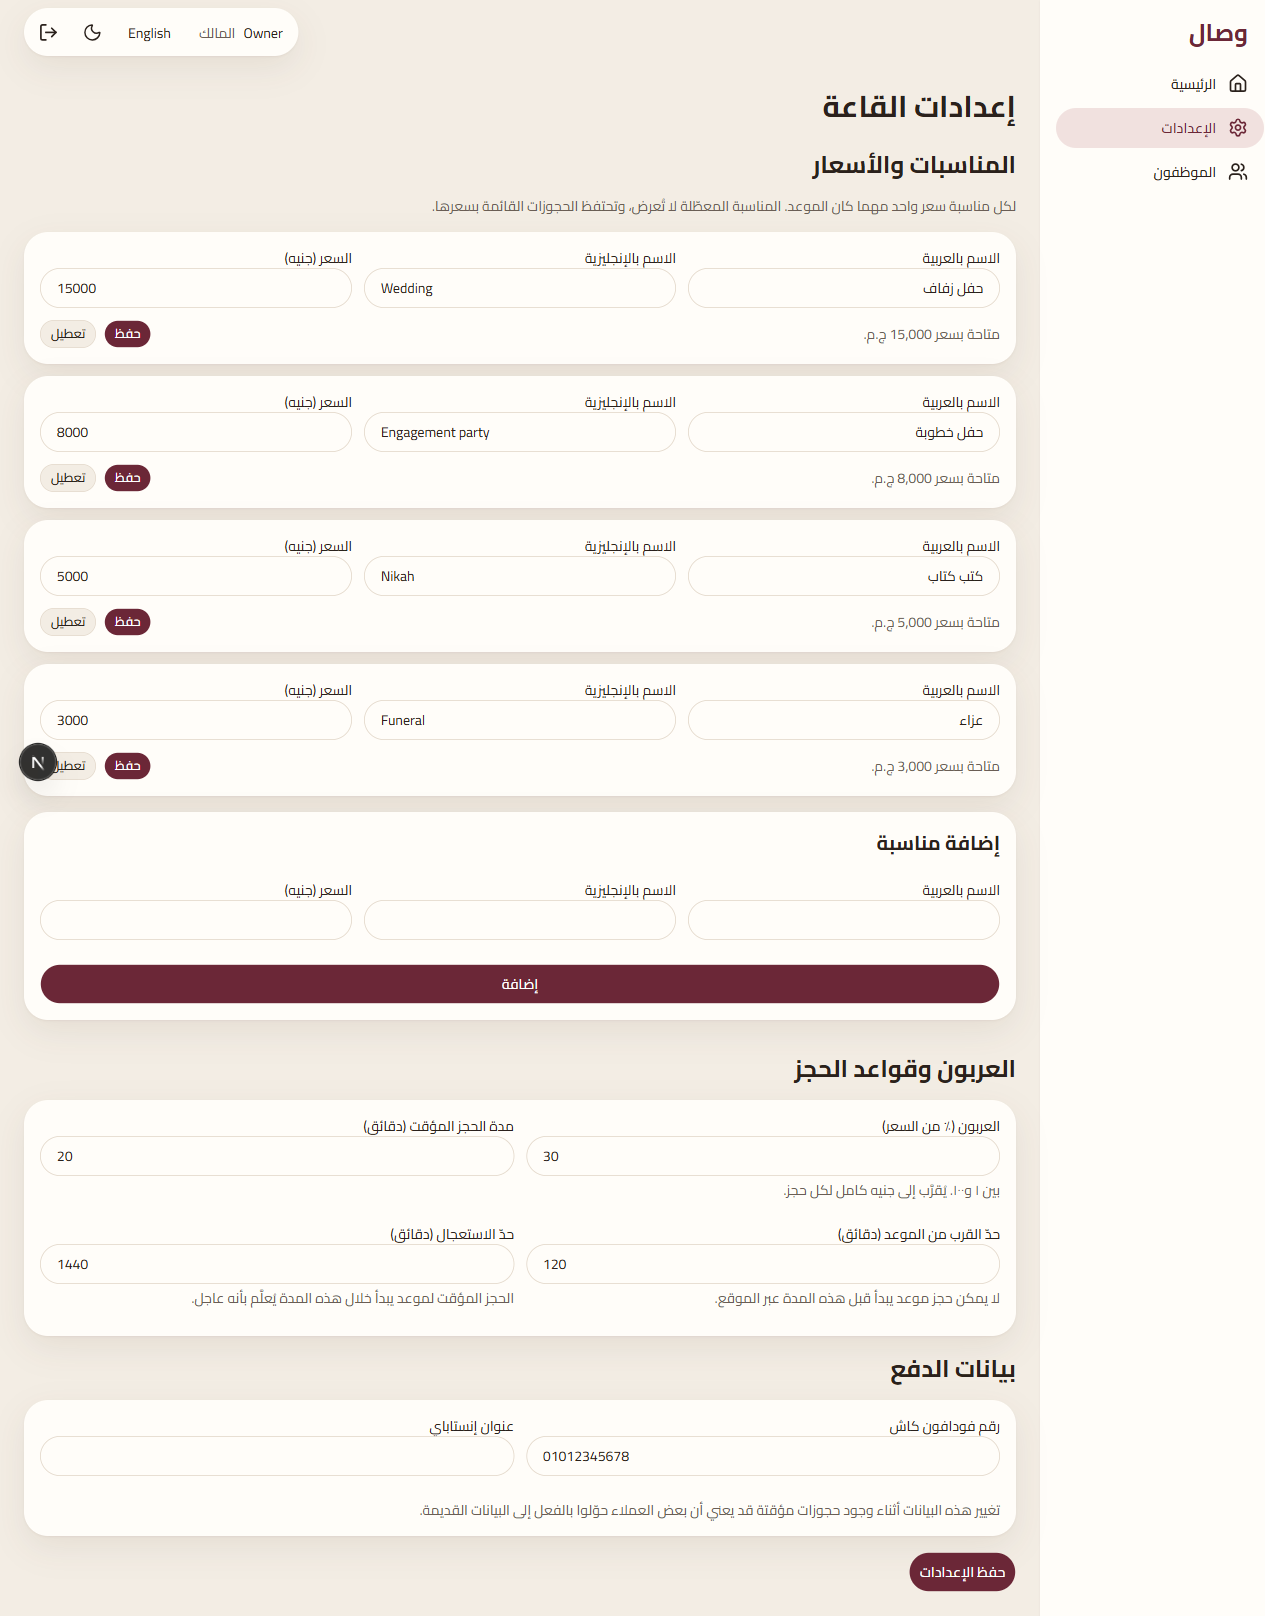 وصال
الرئيسية
الإعدادات
الموظفون
Owner المالك English
إعدادات القاعة
المناسبات والأسعار
لكل مناسبة سعر واحد مهما كان الموعد. المناسبة المعطّلة لا تُعرض، وتحتفظ الحجوزات القائمة بسعرها.
الاسم بالعربية الاسم بالإنجليزية السعر (جنيه)
حفل زفاف Wedding 15000
متاحة بسعر 15,000 ج.م. حفظ تعطيل
الاسم بالعربية الاسم بالإنجليزية السعر (جنيه)
حفل خطوبة Engagement party 8000
متاحة بسعر 8,000 ج.م. حفظ تعطيل
الاسم بالعربية الاسم بالإنجليزية السعر (جنيه)
كتب كتاب Nikah 5000
متاحة بسعر 5,000 ج.م. حفظ تعطيل
الاسم بالعربية الاسم بالإنجليزية السعر (جنيه)
عزاء Funeral 3000
متاحة بسعر 3,000 ج.م. حفظ تعطيل N
إضافة مناسبة
الاسم بالعربية الاسم بالإنجليزية السعر (جنيه)
إضافة
العربون وقواعد الحجز
العربون (٪ من السعر) مدة الحجز المؤقت (دقائق)
30 20
بين ١ و١٠٠. يُقرَّب إلى جنيه كامل لكل حجز.
حدّ القرب من الموعد (دقائق) حدّ الاستعجال (دقائق)
120 1440
لا يمكن حجز موعد يبدأ قبل هذه المدة عبر الموقع. الحجز المؤقت لموعد يبدأ خلال هذه المدة يُعلَّم بأنه عاجل.
بيانات الدفع
رقم فودافون كاش عنوان إنستاباي
01012345678
تغيير هذه البيانات أثناء وجود حجوزات مؤقتة قد يعني أن بعض العملاء حوّلوا بالفعل إلى البيانات القديمة.
حفظ الإعدادات